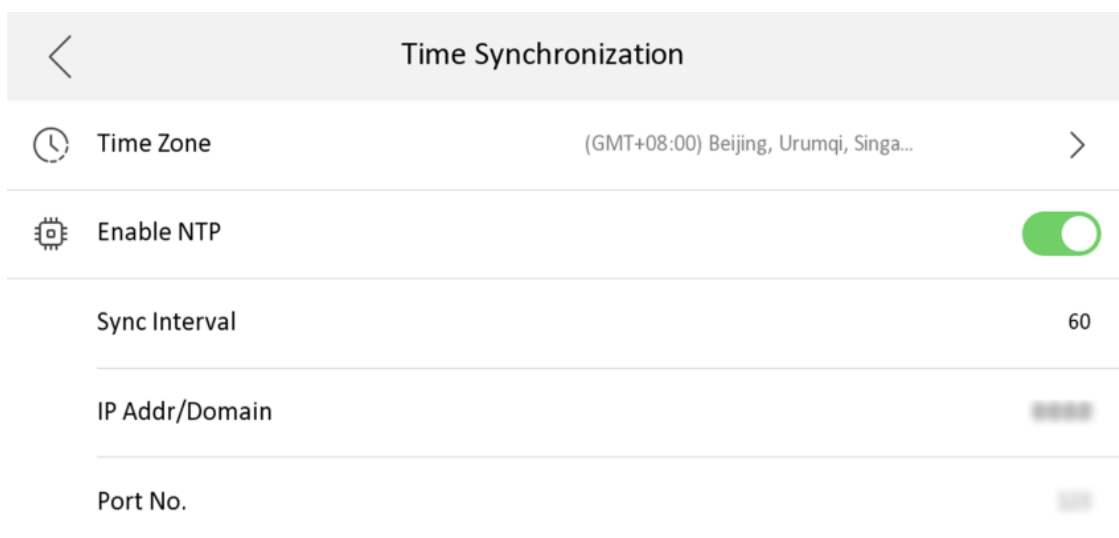 Time Synchronization
Time Zone (GMT+08:00) Beijing, Urumqi, Singa...
Enable NTP
Sync Interval 60
IP Addr/Domain
Port No.